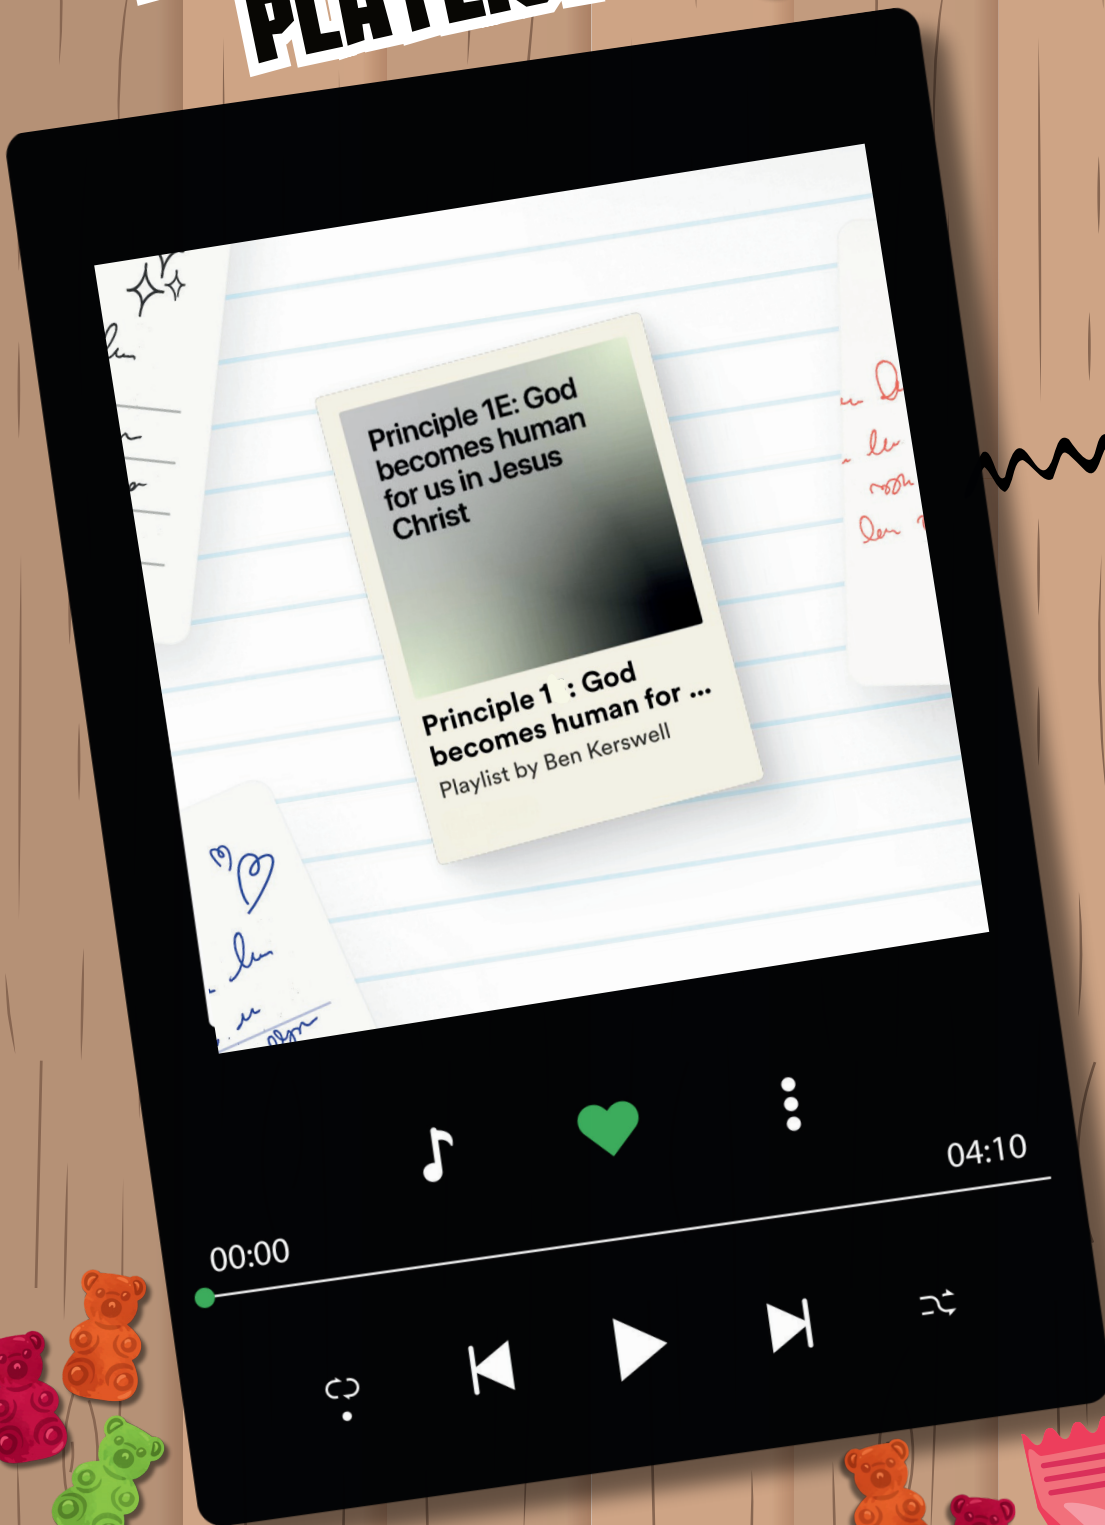 Principle 1E: God
becomes human
for us in Jesus
Christ
Principle 1 : God
becomes human for ...
Playlist by Ben Kerswell
04:10
00:00